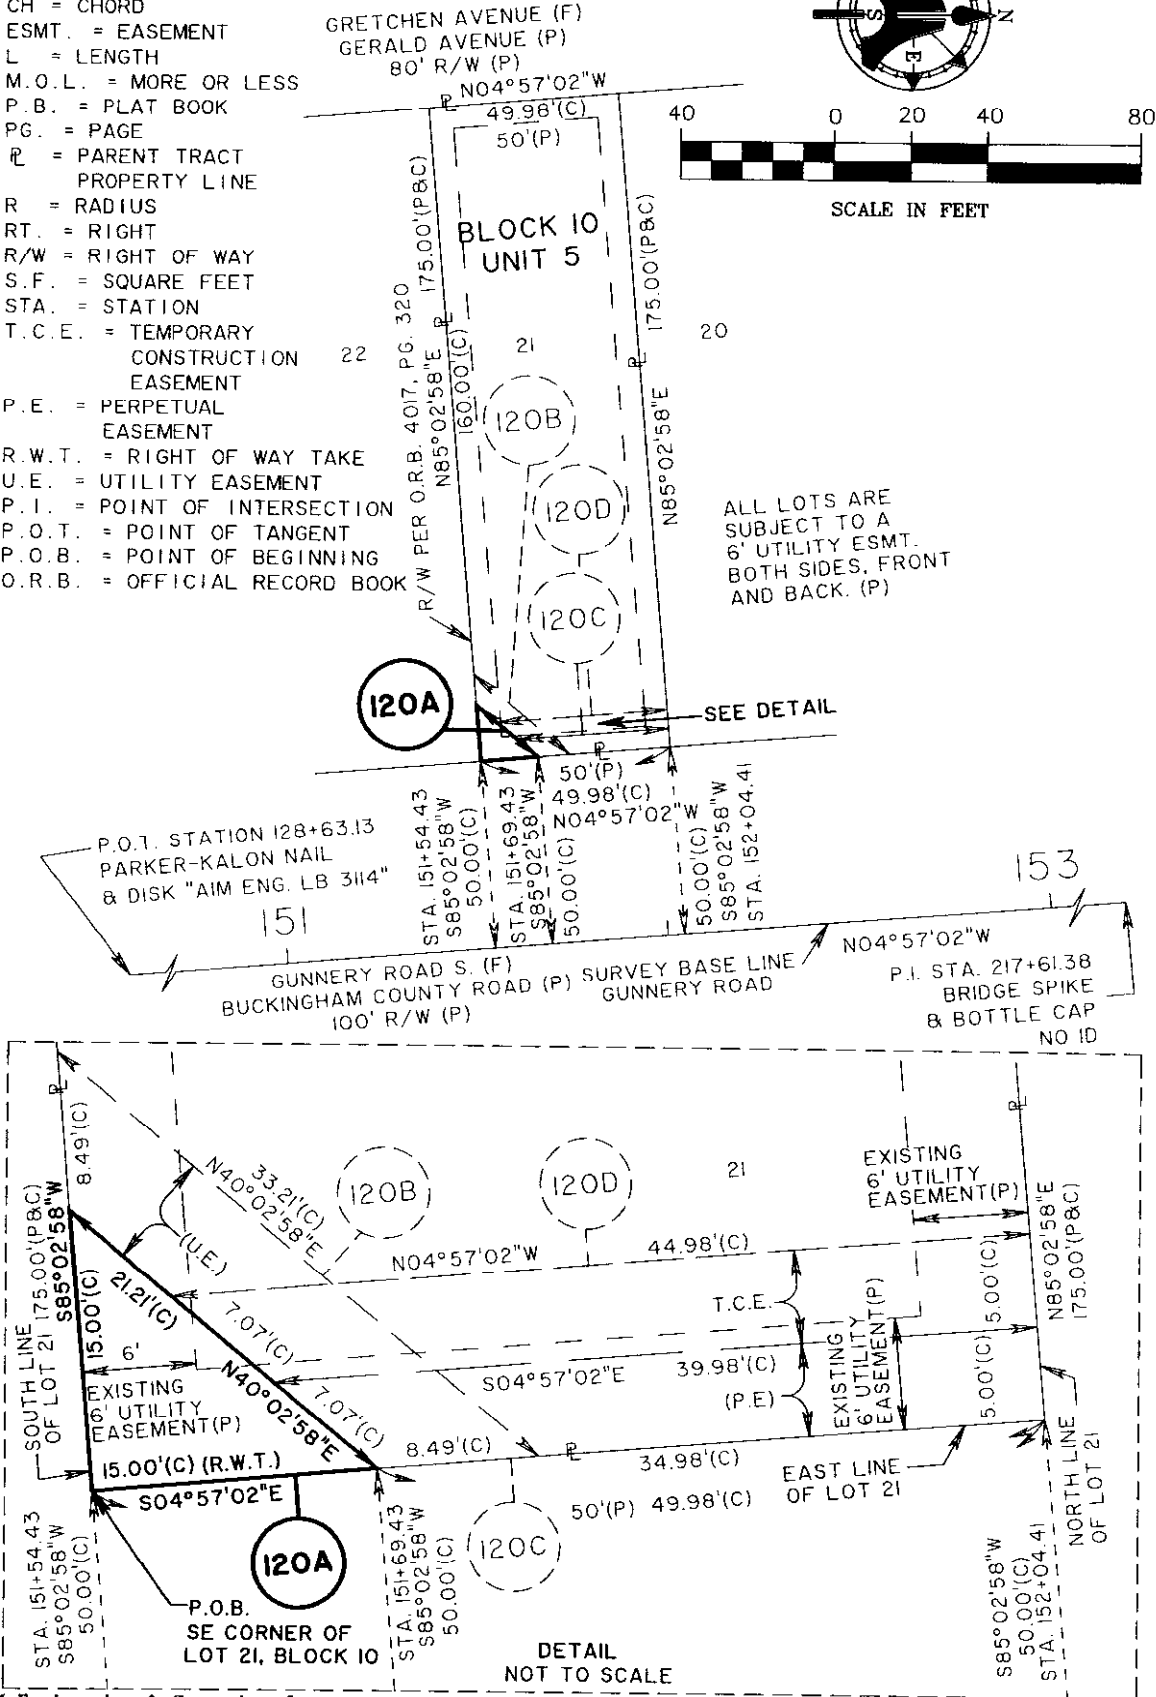 CH = CHORD
ESMT. = EASEMENT
L = LENGTH
M.O.L. = MORE OR LESS
P.B. = PLAT BOOK
PG. = PAGE
PL = PARENT TRACT
PROPERTY LINE
R = RADIUS
RT. = RIGHT
R/W = RIGHT OF WAY
S.F. = SQUARE FEET
STA. = STATION
T.C.E. = TEMPORARY
CONSTRUCTION
EASEMENT
P.E. = PERPETUAL
EASEMENT
R.W.T. = RIGHT OF WAY TAKE
U.E. = UTILITY EASEMENT
P.I. = POINT OF INTERSECTION
P.O.T. = POINT OF TANGENT
P.O.B. = POINT OF BEGINNING
O.R.B. = OFFICIAL RECORD BOOK
GRETCHEN AVENUE (F)
GERALD AVENUE (P)
80' R/W (P)
N04°57'02"W
PL
49.98'(C)
50'(P)
S
N
E
40 0 20 40 80
SCALE IN FEET
BLOCK 10
UNIT 5
175.00'(P&C)
PL
N85°02'58"E
160.00'(C)
R/W PER O.R.B. 4017, PG. 320
175.00'(P&C)
PL
N85°02'58"E
22
21
20
120B
120D
120C
ALL LOTS ARE
SUBJECT TO A
6' UTILITY ESMT.
BOTH SIDES, FRONT
AND BACK. (P)
120A
SEE DETAIL
PL
50'(P)
49.98'(C)
N04°57'02"W
STA. 151+54.43
S85°02'58"W
50.00'(C)
STA. 151+69.43
S85°02'58"W
50.00'(C)
50.00'(C)
S85°02'58"W
STA. 152+04.41
P.O.T. STATION 128+63.13
PARKER-KALON NAIL
& DISK "AIM ENG. LB 3114"
151
153
GUNNERY ROAD S. (F)
BUCKINGHAM COUNTY ROAD (P)
100' R/W (P)
SURVEY BASE LINE
GUNNERY ROAD
N04°57'02"W
P.I. STA. 217+61.38
BRIDGE SPIKE
& BOTTLE CAP
NO ID
PL
8.49'(C)
SOUTH LINE
OF LOT 21
175.00'(P&C)
S85°02'58"W
15.00'(C)
21.21'(C)
(U.E.)
33.21'(C)
N40°02'58"E
120B
120D
21
EXISTING
6' UTILITY
EASEMENT(P)
PL
N04°57'02"W
44.98'(C)
7.07'(C)
T.C.E.
5.00'(C)
N85°02'58"E
175.00'(P&C)
6'
N40°02'58"E
7.07'(C)
S04°57'02"E
39.98'(C)
(P.E)
EXISTING
6' UTILITY
EASEMENT(P)
5.00'(C)
EXISTING
6' UTILITY
EASEMENT(P)
15.00'(C) (R.W.T.)
S04°57'02"E
8.49'(C)
PL
34.98'(C)
50'(P) 49.98'(C)
EAST LINE
OF LOT 21
NORTH LINE
OF LOT 21
120A
120C
STA. 151+54.43
S85°02'58"W
50.00'(C)
P.O.B.
SE CORNER OF
LOT 21, BLOCK 10
STA. 151+69.43
S85°02'58"W
50.00'(C)
S85°02'58"W
50.00'(C)
STA. 152+04.41
DETAIL
NOT TO SCALE